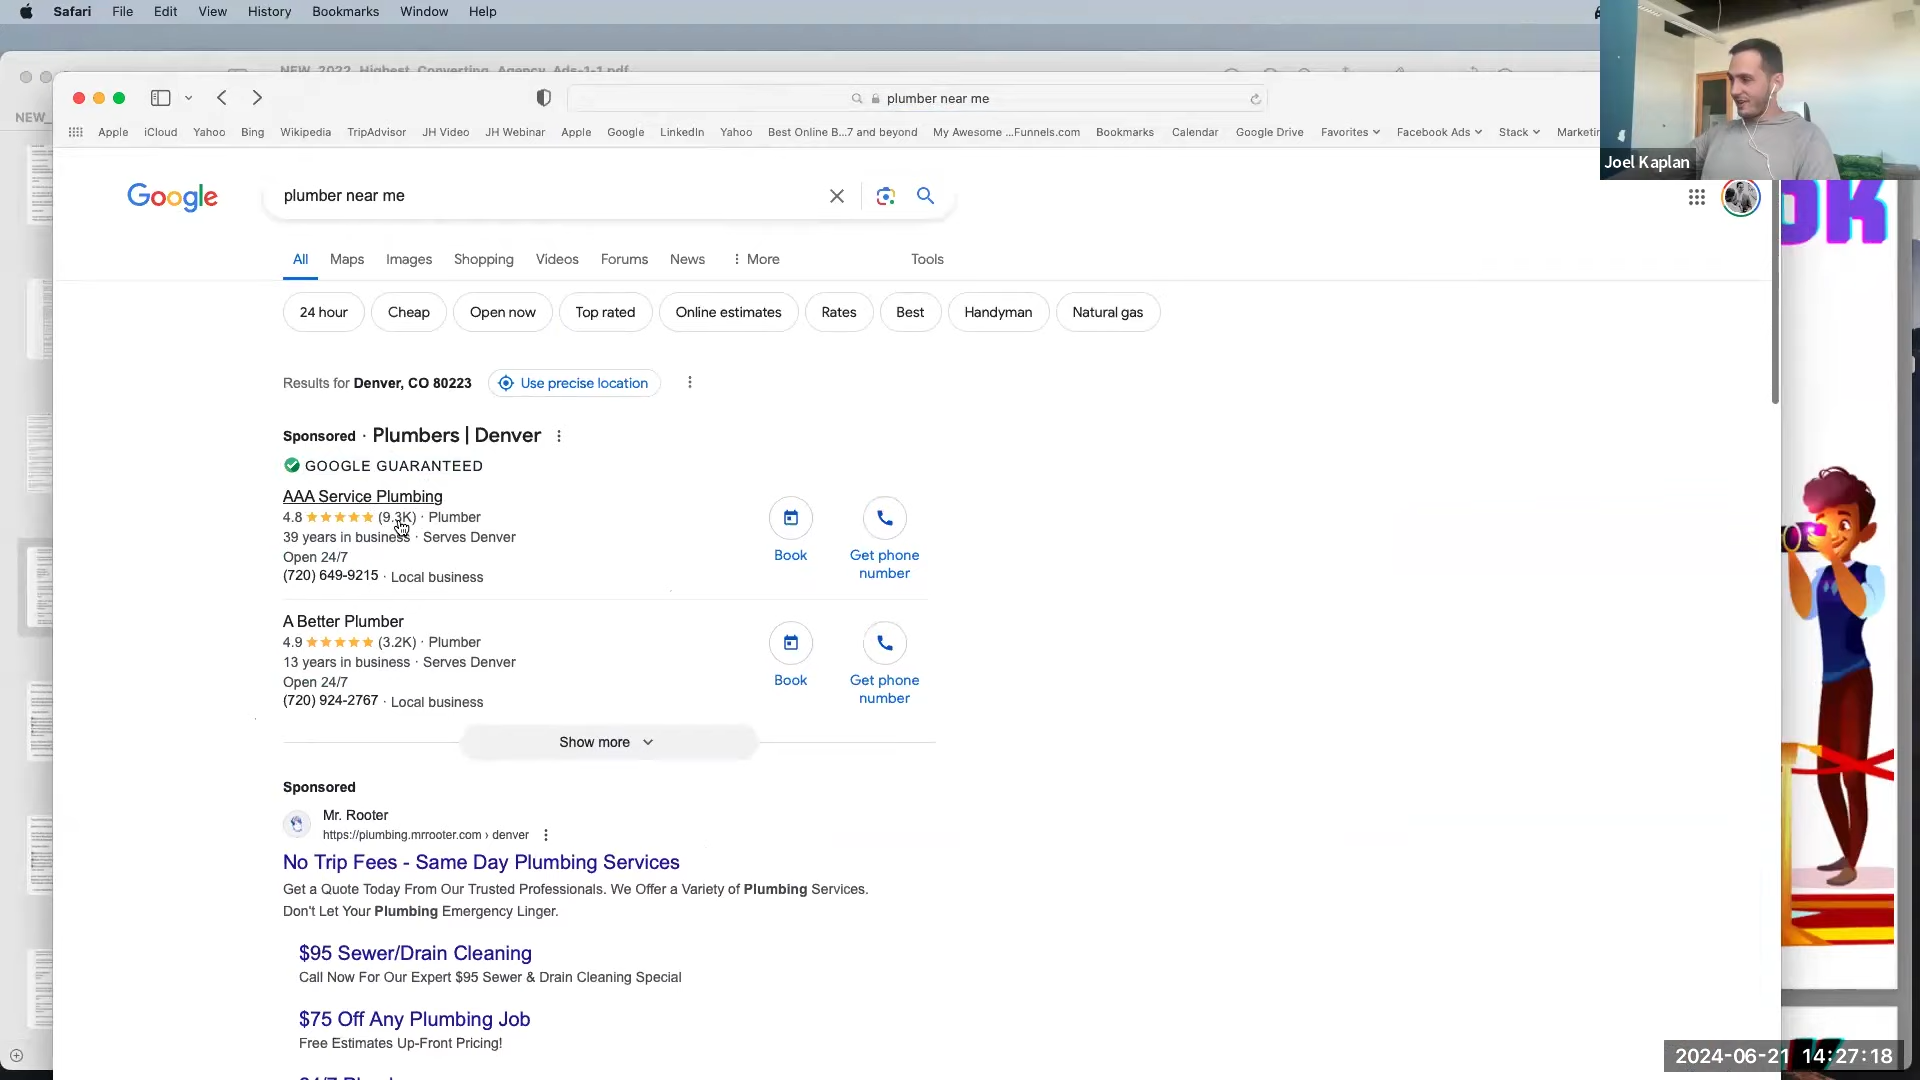 Safari File Edit View History Bookmarks Window Help
NEW_2022_Highest_Converting_Agency_Ads-1-1.pdf
NEW_
plumber near me
Apple iCloud Yahoo Bing Wikipedia TripAdvisor JH Video JH Webinar Apple Google LinkedIn Yahoo Best Online B...7 and beyond My Awesome ...Funnels.com Bookmarks Calendar Google Drive Favorites Facebook Ads Stack
Joel Kaplan
Google
plumber near me
All Maps Images Shopping Videos Forums News More Tools
24 hour Cheap Open now Top rated Online estimates Rates Best Handyman Natural gas
Results for Denver, CO 80223 Use precise location
Sponsored · Plumbers | Denver
GOOGLE GUARANTEED
AAA Service Plumbing
4.8 (9.3K) · Plumber
39 years in business · Serves Denver
Open 24/7
(720) 649-9215 · Local business
Book
Get phone
number
A Better Plumber
4.9 (3.2K) · Plumber
13 years in business · Serves Denver
Open 24/7
(720) 924-2767 · Local business
Book
Get phone
number
Show more
Sponsored
Mr. Rooter
https://plumbing.mrrooter.com › denver
No Trip Fees - Same Day Plumbing Services
Get a Quote Today From Our Trusted Professionals. We Offer a Variety of Plumbing Services.
Don't Let Your Plumbing Emergency Linger.
$95 Sewer/Drain Cleaning
Call Now For Our Expert $95 Sewer & Drain Cleaning Special
$75 Off Any Plumbing Job
Free Estimates Up-Front Pricing!
2024-06-21 14:27:18